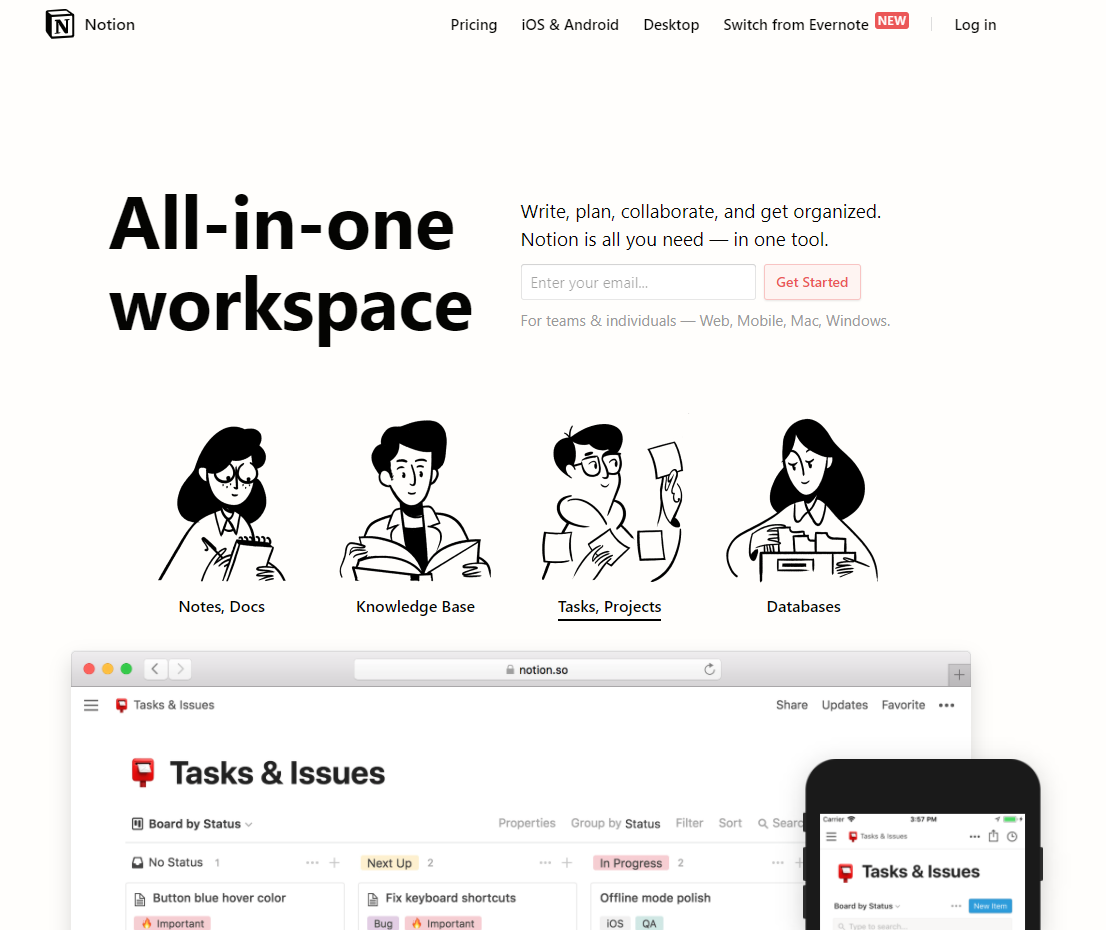 Notion
Pricing
iOS & Android
Desktop
Switch from Evernote NEW
Log in
All-in-one
workspace
Write, plan, collaborate, and get organized.
Notion is all you need — in one tool.
Enter your email...
Get Started
For teams & individuals — Web, Mobile, Mac, Windows.
Notes, Docs
Knowledge Base
Tasks, Projects
Databases
notion.so
Tasks & Issues
Share
Updates
Favorite
Tasks & Issues
Board by Status
Properties
Group by Status
Filter
Sort
Searc
No Status 1
Next Up 2
In Progress 2
Button blue hover color
Important
Fix keyboard shortcuts
Bug
Important
Offline mode polish
iOS
QA
Carrier
3:57 PM
Tasks & Issues
Tasks & Issues
Board by Status
New Item
Type to search...